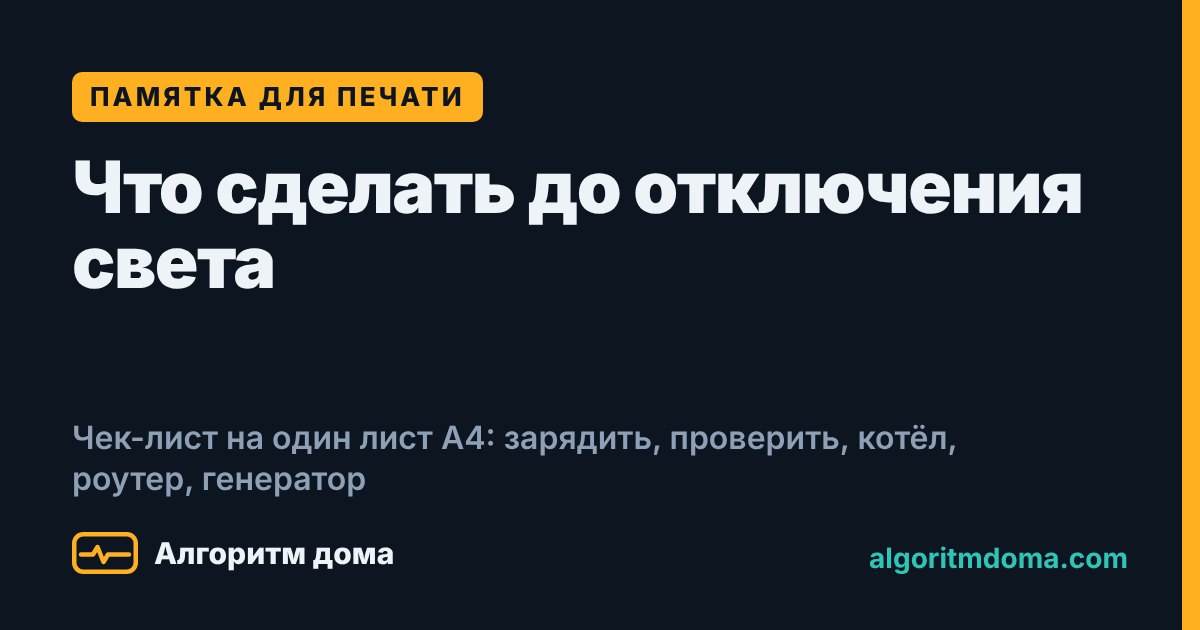 ПАМЯТКА ДЛЯ ПЕЧАТИ
Что сделать до отключения
света
Чек-лист на один лист А4: зарядить, проверить, котёл,
роутер, генератор
Алгоритм дома
algoritmdoma.com